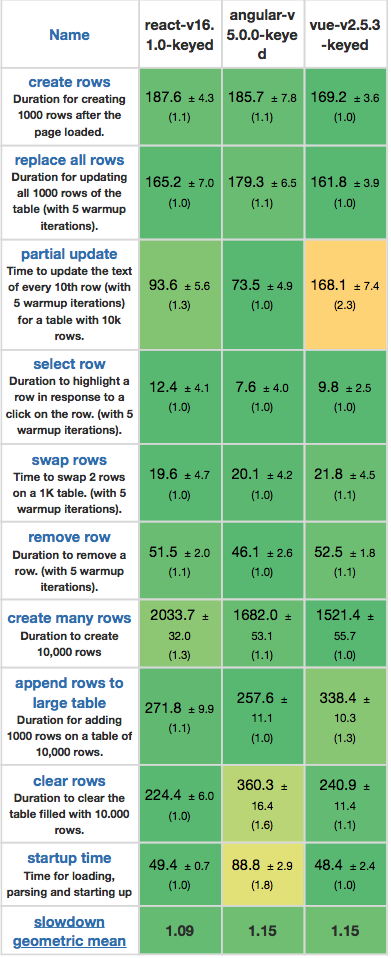 Name
react-v16.
1.0-keyed
angular-v
5.0.0-keye
d
vue-v2.5.3
-keyed
create rows
Duration for creating
1000 rows after the
page loaded.
187.6 ± 4.3
(1.1)
185.7 ± 7.8
(1.1)
169.2 ± 3.6
(1.0)
replace all rows
Duration for updating
all 1000 rows of the
table (with 5 warmup
iterations).
165.2 ± 7.0
(1.0)
179.3 ± 6.5
(1.1)
161.8 ± 3.9
(1.0)
partial update
Time to update the text
of every 10th row (with
5 warmup iterations)
for a table with 10k
rows.
93.6 ± 5.6
(1.3)
73.5 ± 4.9
(1.0)
168.1 ± 7.4
(2.3)
select row
Duration to highlight a
row in response to a
click on the row. (with 5
warmup iterations).
12.4 ± 4.1
(1.0)
7.6 ± 4.0
(1.0)
9.8 ± 2.5
(1.0)
swap rows
Time to swap 2 rows
on a 1K table. (with 5
warmup iterations).
19.6 ± 4.7
(1.0)
20.1 ± 4.2
(1.0)
21.8 ± 4.5
(1.1)
remove row
Duration to remove a
row. (with 5 warmup
iterations).
51.5 ± 2.0
(1.1)
46.1 ± 2.6
(1.0)
52.5 ± 1.8
(1.1)
create many rows
Duration to create
10,000 rows
2033.7 ±
32.0
(1.3)
1682.0 ±
53.1
(1.1)
1521.4 ±
55.7
(1.0)
append rows to
large table
Duration for adding
1000 rows on a table of
10,000 rows.
271.8 ± 9.9
(1.1)
257.6 ±
11.1
(1.0)
338.4 ±
10.3
(1.3)
clear rows
Duration to clear the
table filled with 10.000
rows.
224.4 ± 6.0
(1.0)
360.3 ±
16.4
(1.6)
240.9 ±
11.4
(1.1)
startup time
Time for loading,
parsing and starting up
49.4 ± 0.7
(1.0)
88.8 ± 2.9
(1.8)
48.4 ± 2.4
(1.0)
slowdown
geometric mean
1.09
1.15
1.15